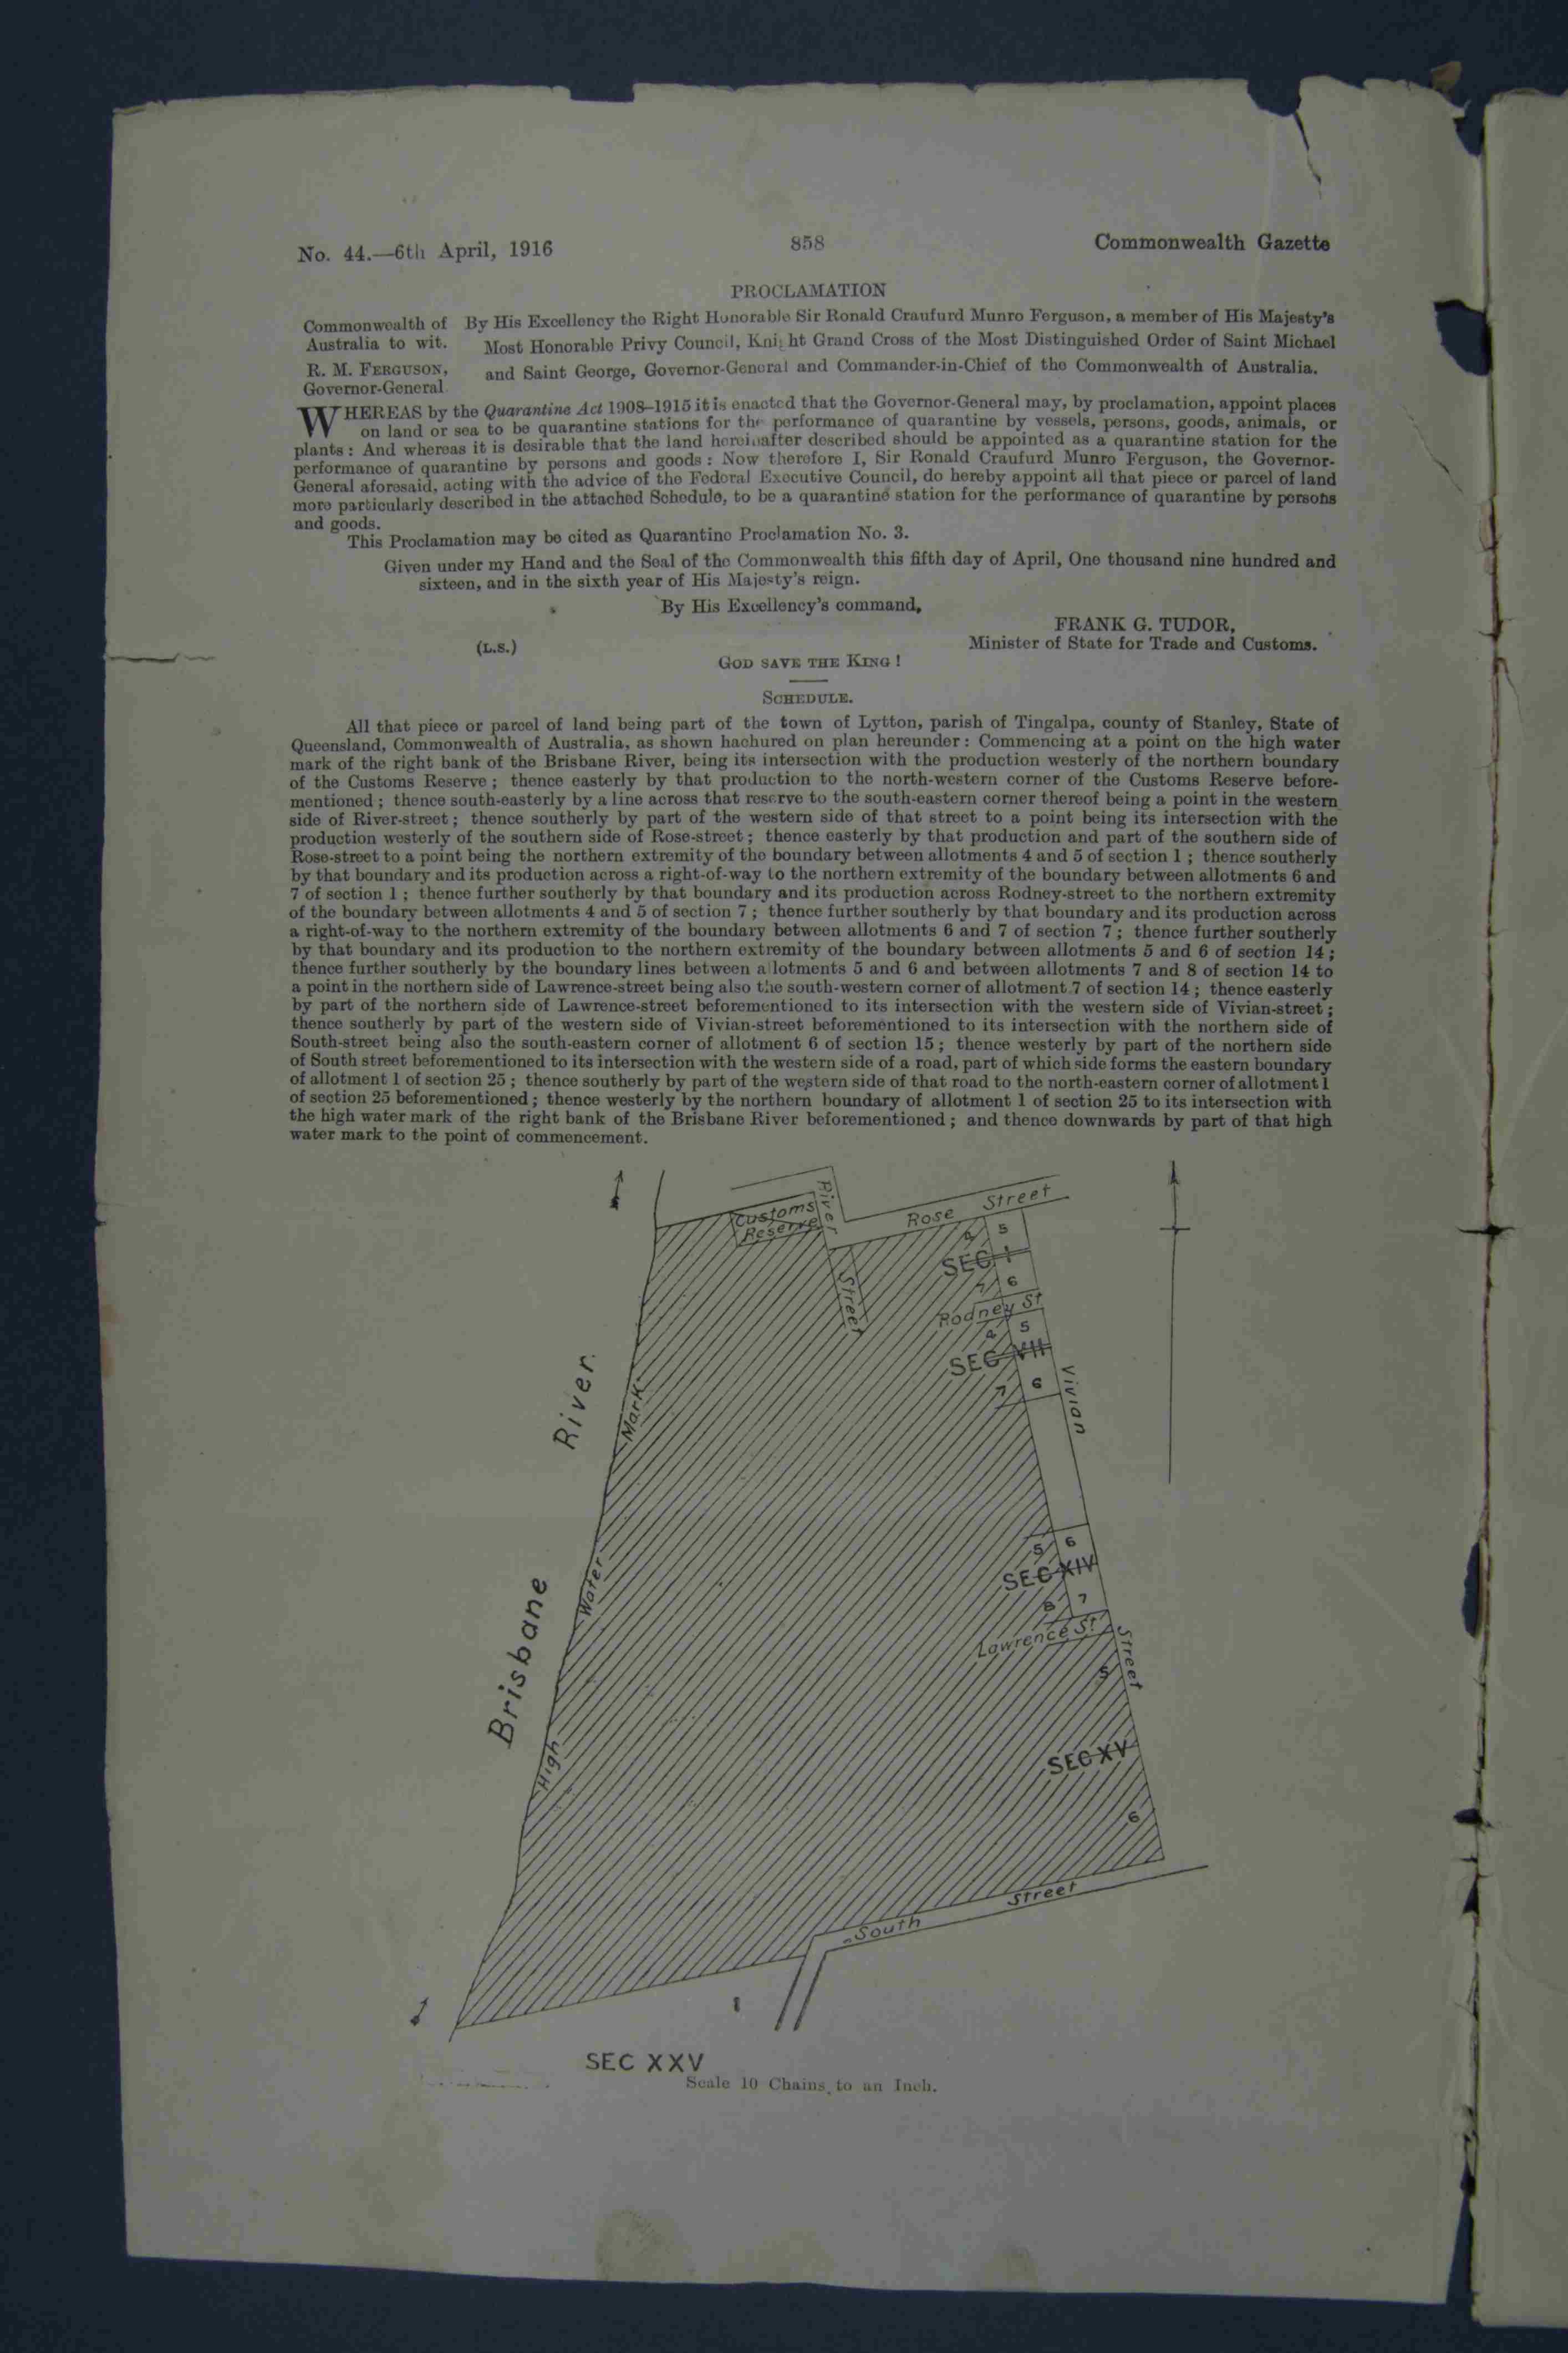 No. 44.—6th April, 1916 858 Commonwealth Gazette
PROCLAMATION
Commonwealth of
Australia to wit.
R. M. FERGUSON,
Governor-General
By His Excellency the Right Honorable Sir Ronald Craufurd Munro Ferguson, a member of His Majesty's
Most Honorable Privy Council, Knight Grand Cross of the Most Distinguished Order of Saint Michael
and Saint George, Governor-General and Commander-in-Chief of the Commonwealth of Australia.
WHEREAS by the Quarantine Act 1908–1915 it is enacted that the Governor-General may, by proclamation, appoint places
on land or sea to be quarantine stations for the performance of quarantine by vessels, persons, goods, animals, or
plants : And whereas it is desirable that the land hereinafter described should be appointed as a quarantine station for the
performance of quarantine by persons and goods : Now therefore I, Sir Ronald Craufurd Munro Ferguson, the Governor-
General aforesaid, acting with the advice of the Federal Executive Council, do hereby appoint all that piece or parcel of land
more particularly described in the attached Schedule, to be a quarantine station for the performance of quarantine by persons
and goods.
This Proclamation may be cited as Quarantine Proclamation No. 3.
Given under my Hand and the Seal of the Commonwealth this fifth day of April, One thousand nine hundred and
sixteen, and in the sixth year of His Majesty's reign.
By His Excellency's command,
FRANK G. TUDOR,
(L.S.) Minister of State for Trade and Customs.
GOD SAVE THE KING !
SCHEDULE.
All that piece or parcel of land being part of the town of Lytton, parish of Tingalpa, county of Stanley, State of
Queensland, Commonwealth of Australia, as shown hachured on plan hereunder : Commencing at a point on the high water
mark of the right bank of the Brisbane River, being its intersection with the production westerly of the northern boundary
of the Customs Reserve ; thence easterly by that production to the north-western corner of the Customs Reserve before-
mentioned ; thence south-easterly by a line across that reserve to the south-eastern corner thereof being a point in the western
side of River-street ; thence southerly by part of the western side of that street to a point being its intersection with the
production westerly of the southern side of Rose-street ; thence easterly by that production and part of the southern side of
Rose-street to a point being the northern extremity of the boundary between allotments 4 and 5 of section 1 ; thence southerly
by that boundary and its production across a right-of-way to the northern extremity of the boundary between allotments 6 and
7 of section 1 ; thence further southerly by that boundary and its production across Rodney-street to the northern extremity
of the boundary between allotments 4 and 5 of section 7 ; thence further southerly by that boundary and its production across
a right-of-way to the northern extremity of the boundary between allotments 6 and 7 of section 7 ; thence further southerly
by that boundary and its production to the northern extremity of the boundary between allotments 5 and 6 of section 14 ;
thence further southerly by the boundary lines between allotments 5 and 6 and between allotments 7 and 8 of section 14 to
a point in the northern side of Lawrence-street being also the south-western corner of allotment 7 of section 14 ; thence easterly
by part of the northern side of Lawrence-street beforementioned to its intersection with the western side of Vivian-street ;
thence southerly by part of the western side of Vivian-street beforementioned to its intersection with the northern side of
South-street being also the south-eastern corner of allotment 6 of section 15 ; thence westerly by part of the northern side
of South street beforementioned to its intersection with the western side of a road, part of which side forms the eastern boundary
of allotment 1 of section 25 ; thence southerly by part of the western side of that road to the north-eastern corner of allotment 1
of section 25 beforementioned ; thence westerly by the northern boundary of allotment 1 of section 25 to its intersection with
the high water mark of the right bank of the Brisbane River beforementioned ; and thence downwards by part of that high
water mark to the point of commencement.
Customs
Reserve
River
Street
Rose Street
4 5
SEC I
7 6
Rodney St
4 5
SEC VII
7 6
Vivian
Street
5 6
SEC XIV
8 7
Lawrence St
5
SEC XV
6
South Street
Brisbane River
High Water Mark
1
SEC XXV
Scale 10 Chains to an Inch.